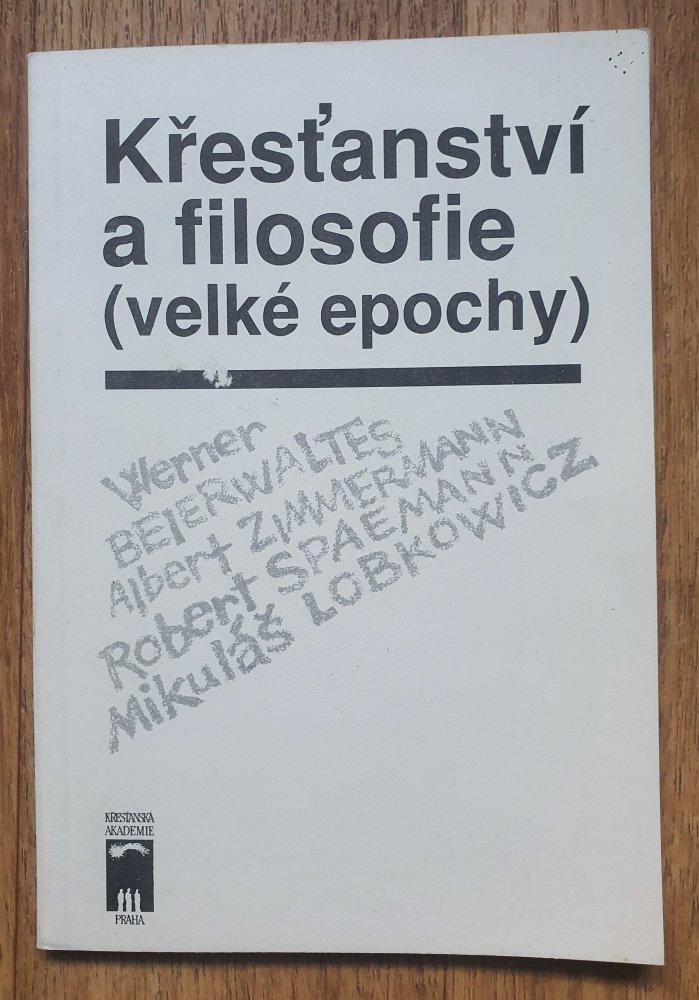 Křesťanství
a filosofie
(velké epochy)
Werner
BEIERWALTES
Albert ZIMMERMANN
Robert SPAEMANN
Mikuláš LOBKOWICZ
KŘESŤANSKÁ
AKADEMIE
PRAHA